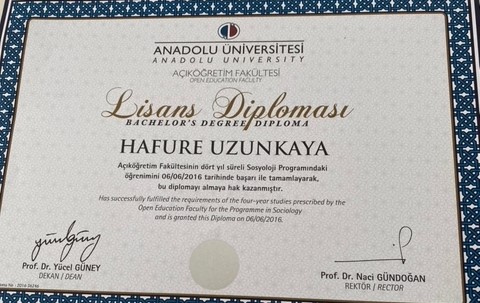 ANADOLU ÜNİVERSİTESİ
ANADOLU UNIVERSITY
AÇIKÖĞRETİM FAKÜLTESİ
OPEN EDUCATION FACULTY
Lisans Diploması
BACHELOR'S DEGREE DIPLOMA
HAFURE UZUNKAYA
Açıköğretim Fakültesinin dört yıl süreli Sosyoloji Programındaki
öğrenimini 06/06/2016 tarihinde başarı ile tamamlayarak,
bu diplomayı almaya hak kazanmıştır.
Has successfully fulfilled the requirements of the four-year studies prescribed by the
Open Education Faculty for the Programme in Sociology
and is granted this Diploma on 06/06/2016.
Prof. Dr. Yücel GÜNEY
DEKAN / DEAN
Prof. Dr. Naci GÜNDOĞAN
REKTÖR / RECTOR